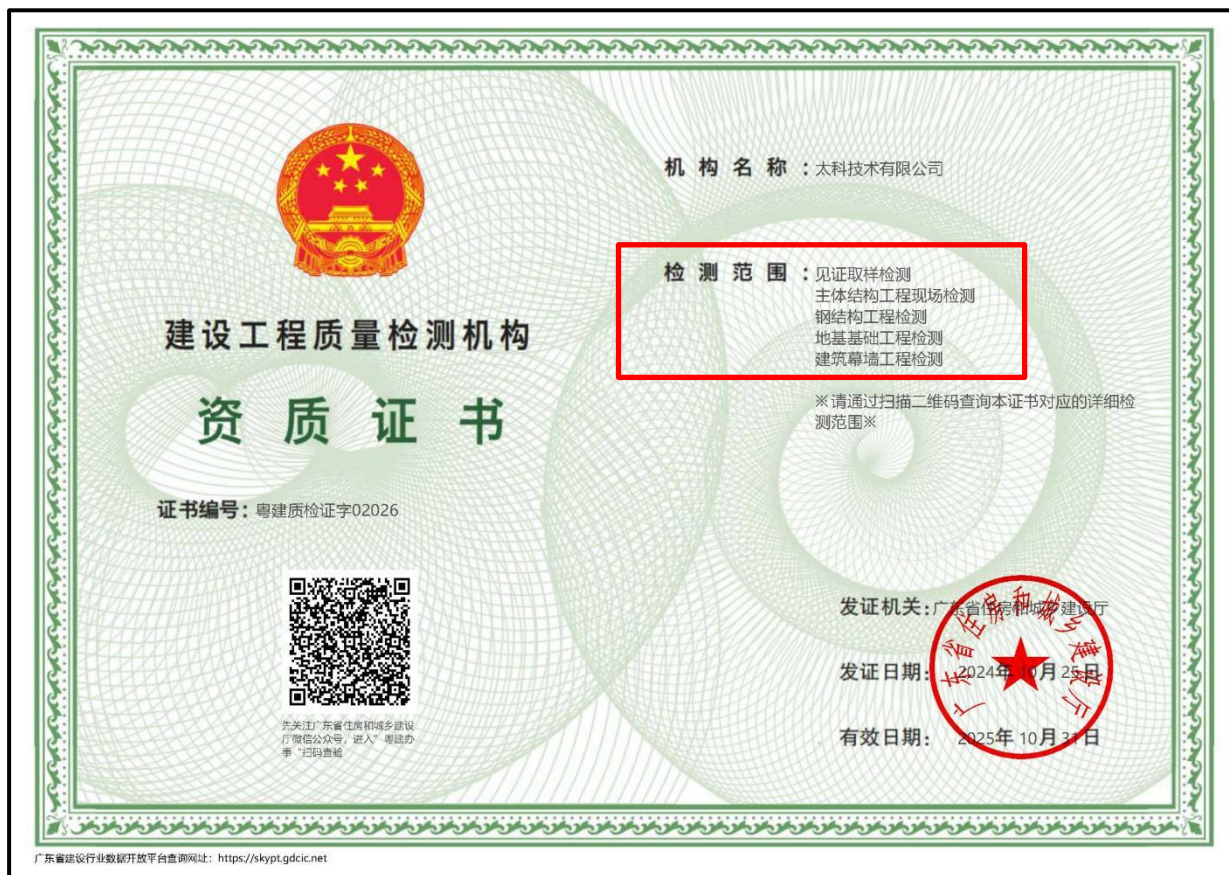 建设工程质量检测机构
资质证书
证书编号：粤建质检证字02026
先关注广东省住房和城乡建设
厅微信公众号，进入”粤建办
事“扫码查验
机构名称：太科技术有限公司
检测范围：见证取样检测
主体结构工程现场检测
钢结构工程检测
地基基础工程检测
建筑幕墙工程检测
※请通过扫描二维码查询本证书对应的详细检
测范围※
发证机关：广东省住房和城乡建设厅
发证日期：2024年10月25日
有效日期：2025年10月31日
广东省住房和城乡建设厅
广东省建设行业数据开放平台查询网址：https://skypt.gdcic.net